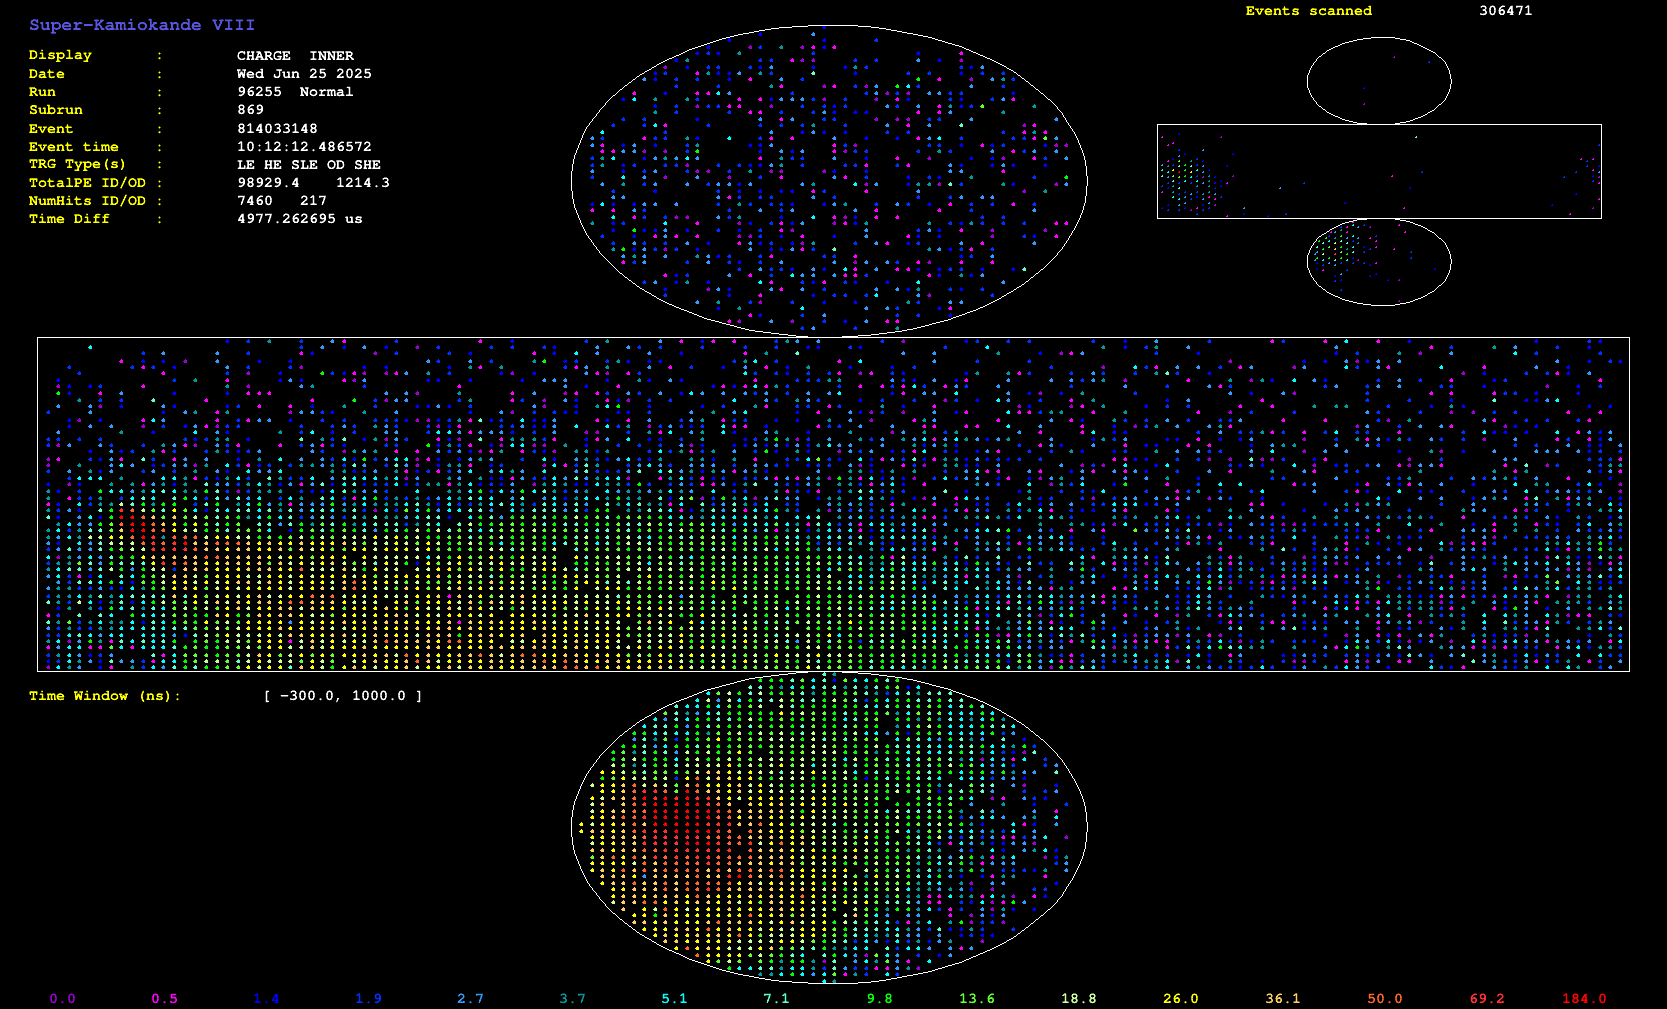 Super-Kamiokande VIII
Events scanned 306471
Display : CHARGE INNER
Date : Wed Jun 25 2025
Run : 96255 Normal
Subrun : 869
Event : 814033148
Event time : 10:12:12.486572
TRG Type(s) : LE HE SLE OD SHE
TotalPE ID/OD : 98929.4 1214.3
NumHits ID/OD : 7460 217
Time Diff : 4977.262695 us
Time Window (ns): [ -300.0, 1000.0 ]
0.0 0.5 1.4 1.9 2.7 3.7 5.1 7.1 9.8 13.6 18.8 26.0 36.1 50.0 69.2 184.0